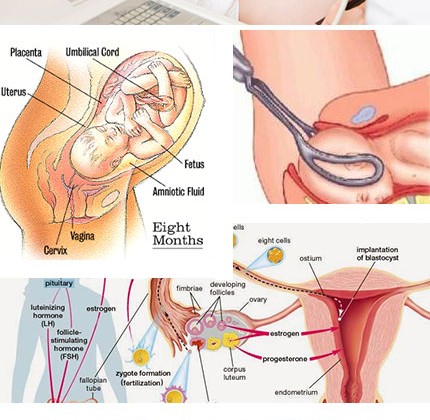 Placenta
Umbilical Cord
Uterus
Fetus
Amniotic Fluid
Eight
Months
Vagina
Cervix
pituitary
luteinizing
hormone
(LH)
estrogen
follicle-
stimulating
hormone
(FSH)
fallopian
tube
fimbriae
developing
follicles
ovary
zygote formation
(fertilization)
corpus
luteum
estrogen
progesterone
ells
eight cells
ostium
implantation
of blastocyst
endometrium